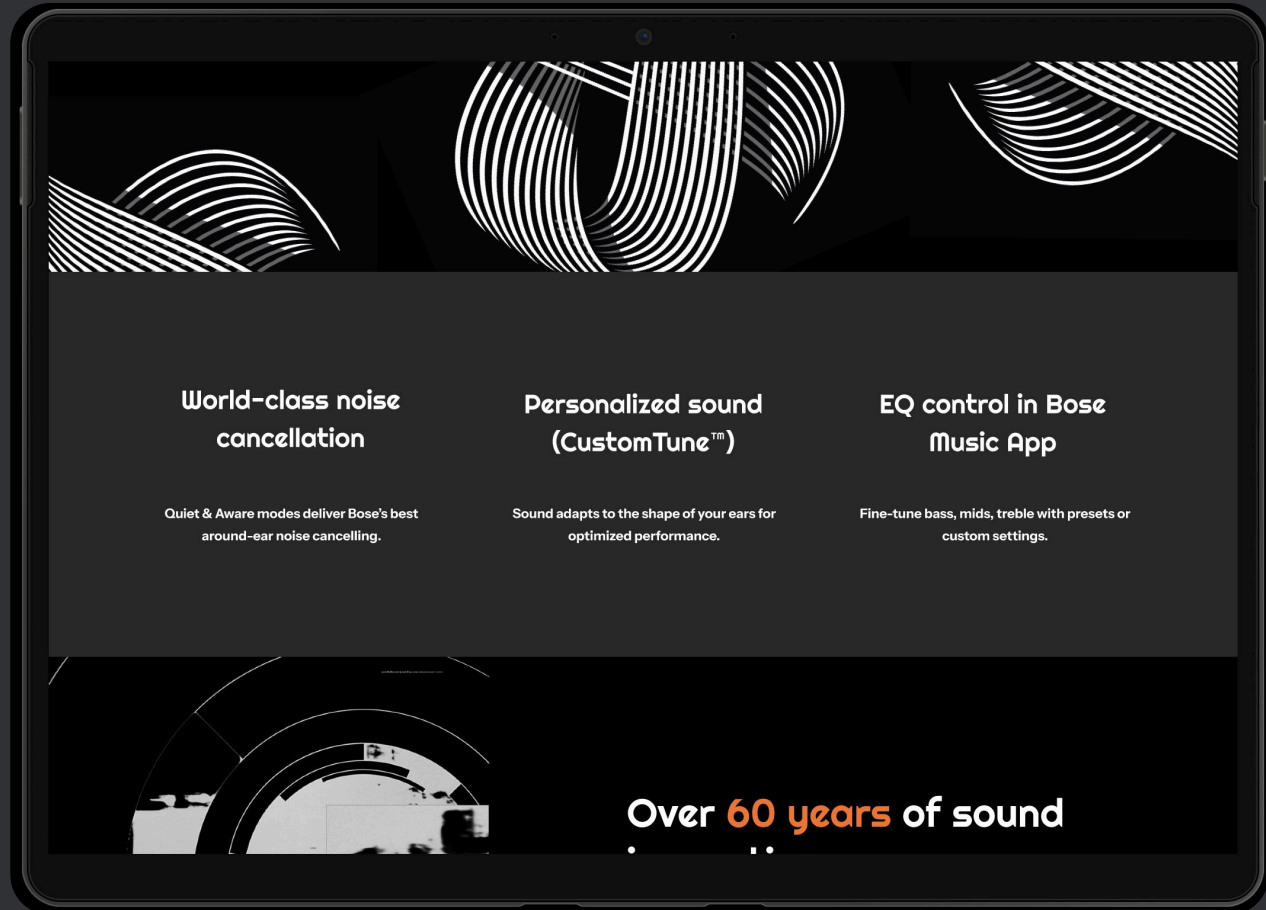 World-class noise
cancellation
Quiet & Aware modes deliver Bose’s best
around-ear noise cancelling.
Personalized sound
(CustomTune™)
Sound adapts to the shape of your ears for
optimized performance.
EQ control in Bose
Music App
Fine-tune bass, mids, treble with presets or
custom settings.
Over 60 years of sound